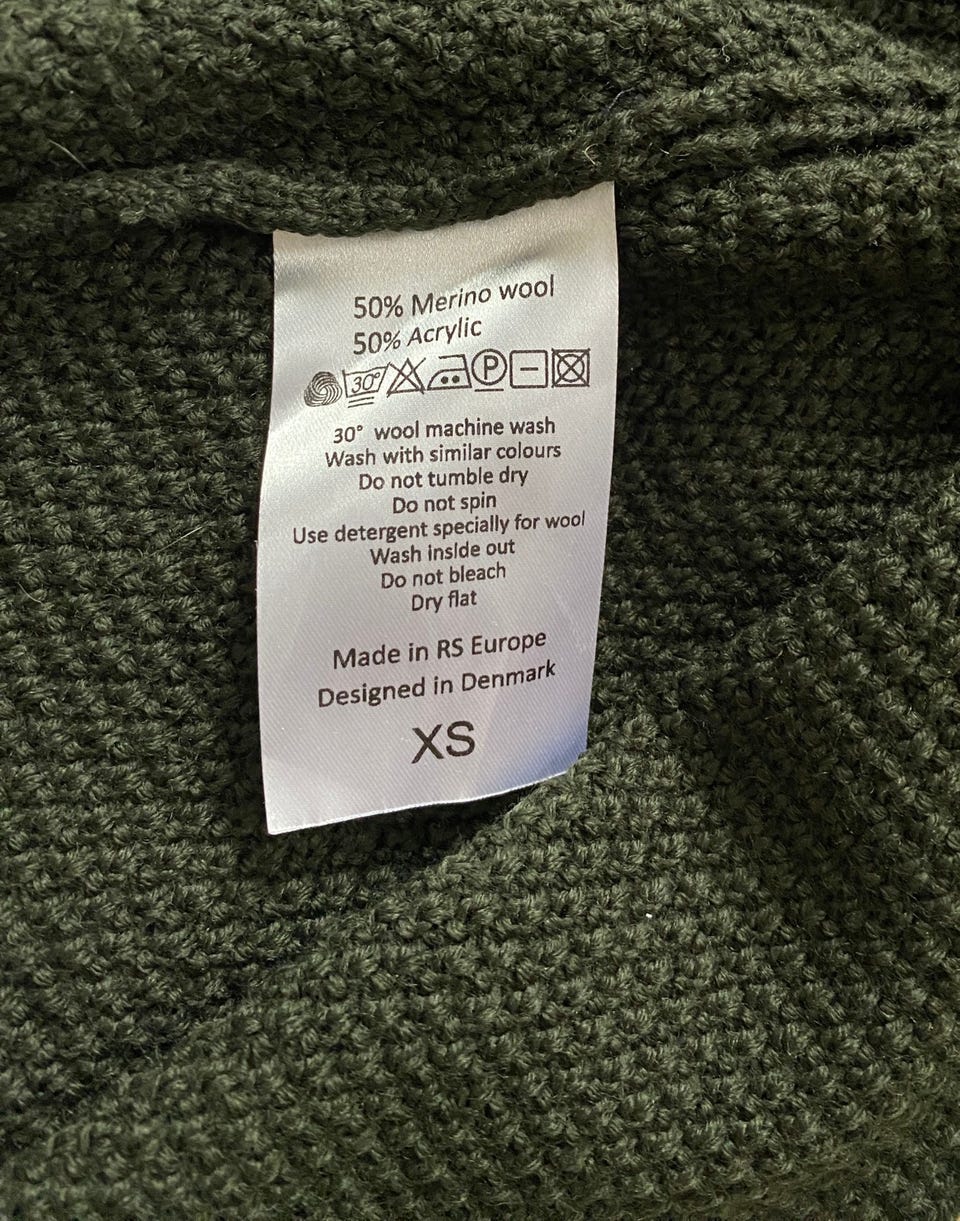 50% Merino wool
50% Acrylic
30° P
30° wool machine wash
Wash with similar colours
Do not tumble dry
Do not spin
Use detergent specially for wool
Wash inside out
Do not bleach
Dry flat
Made in RS Europe
Designed in Denmark
XS